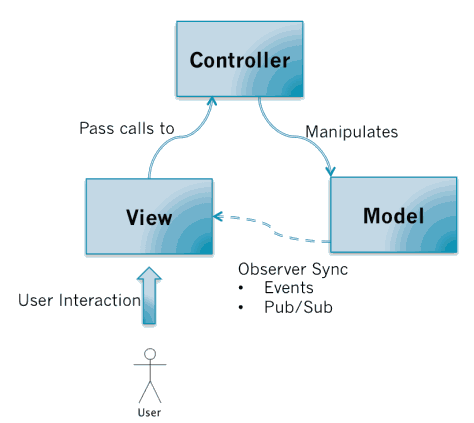 Controller
Pass calls to
Manipulates
View
Model
Observer Sync
• Events
• Pub/Sub
User Interaction
User